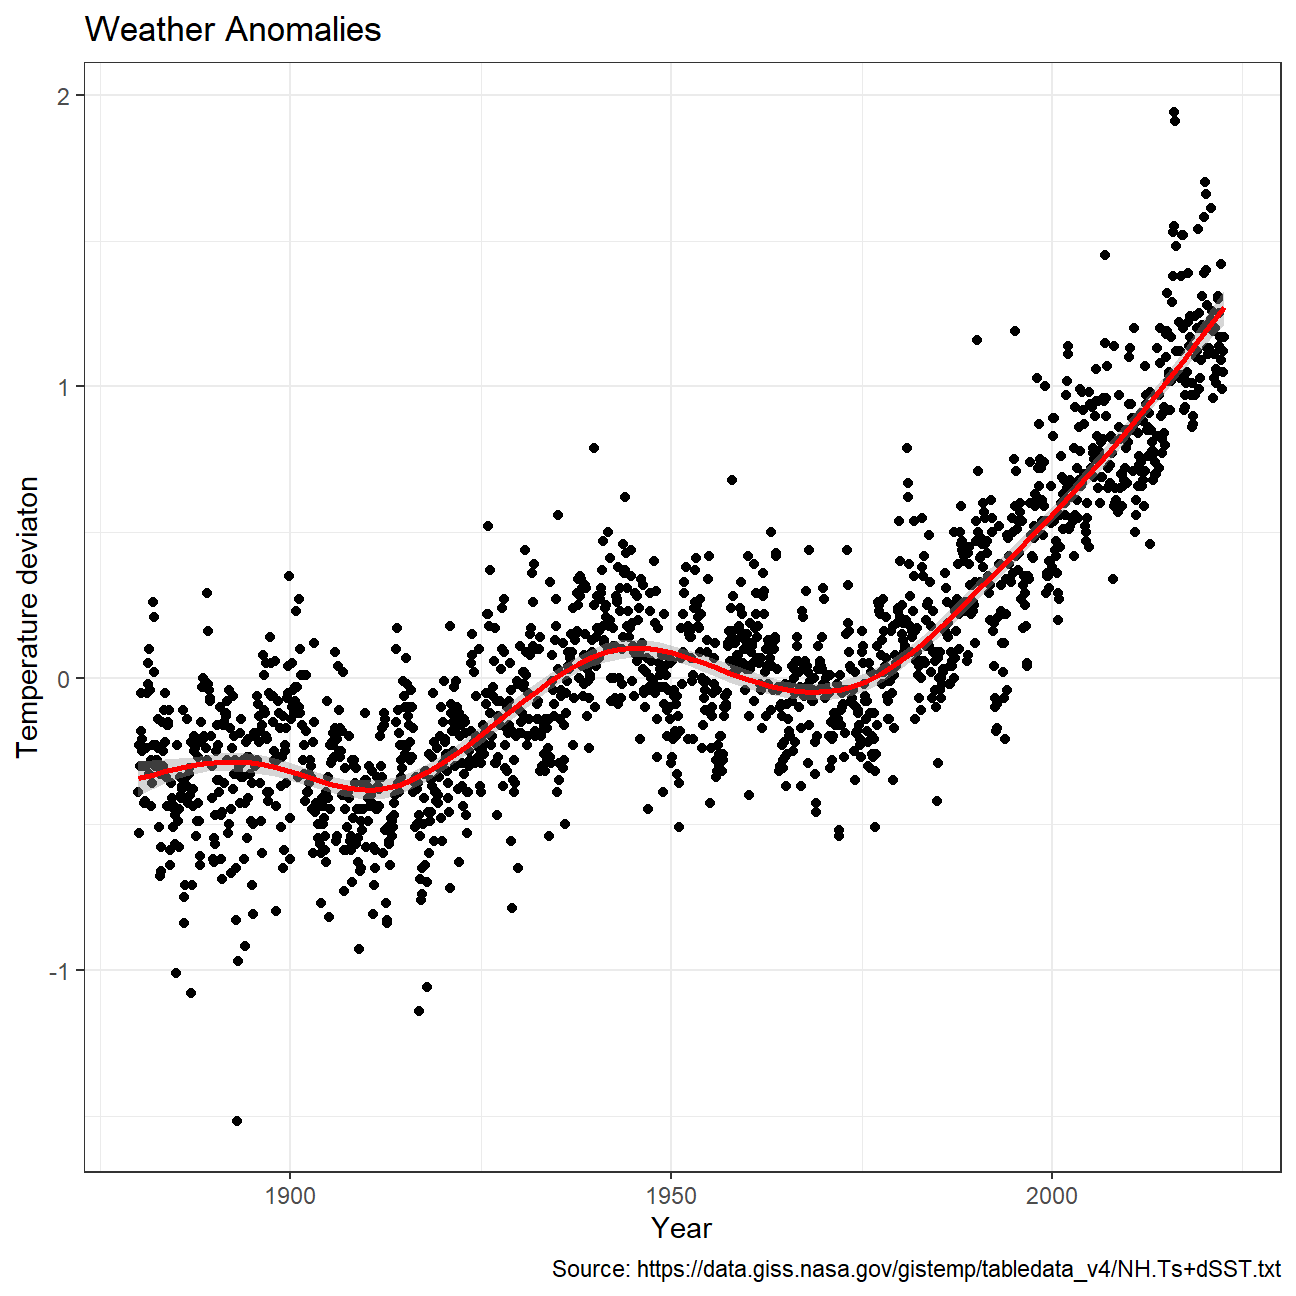 Weather Anomalies
2
1
0
-1
Temperature deviaton
1900 1950 2000
Year
Source: https://data.giss.nasa.gov/gistemp/tabledata_v4/NH.Ts+dSST.txt